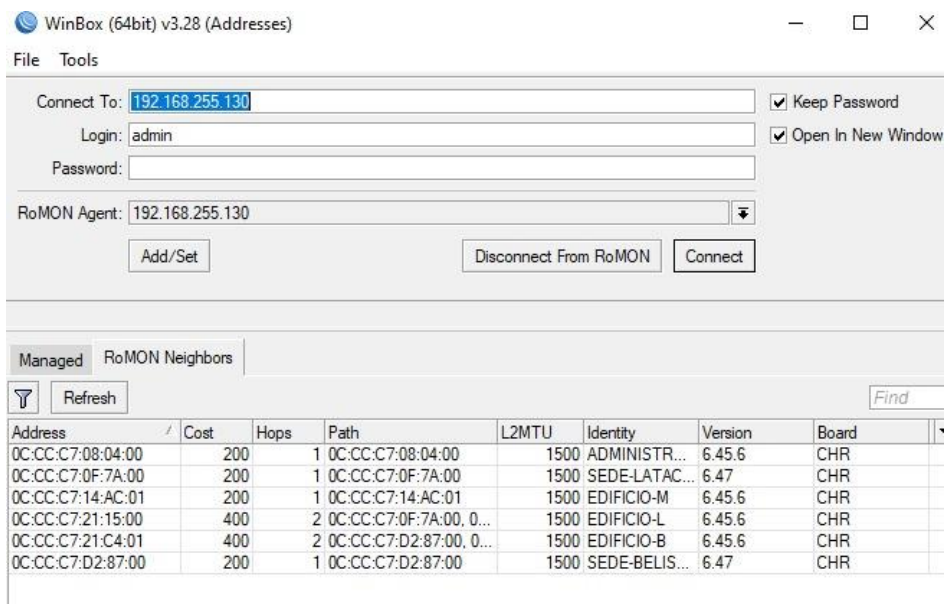 WinBox (64bit) v3.28 (Addresses)
File Tools
Connect To: 192.168.255.130
Keep Password
Login: admin
Open In New Window
Password:
RoMON Agent: 192.168.255.130
Add/Set Disconnect From RoMON Connect
Managed RoMON Neighbors
Refresh Find
Address / Cost Hops Path L2MTU Identity Version Board
0C:CC:C7:08:04:00 200 1 0C:CC:C7:08:04:00 1500 ADMINISTR... 6.45.6 CHR
0C:CC:C7:0F:7A:00 200 1 0C:CC:C7:0F:7A:00 1500 SEDE-LATAC... 6.47 CHR
0C:CC:C7:14:AC:01 200 1 0C:CC:C7:14:AC:01 1500 EDIFICIO-M 6.45.6 CHR
0C:CC:C7:21:15:00 400 2 0C:CC:C7:0F:7A:00, 0... 1500 EDIFICIO-L 6.45.6 CHR
0C:CC:C7:21:C4:01 400 2 0C:CC:C7:D2:87:00, 0... 1500 EDIFICIO-B 6.45.6 CHR
0C:CC:C7:D2:87:00 200 1 0C:CC:C7:D2:87:00 1500 SEDE-BELIS... 6.47 CHR